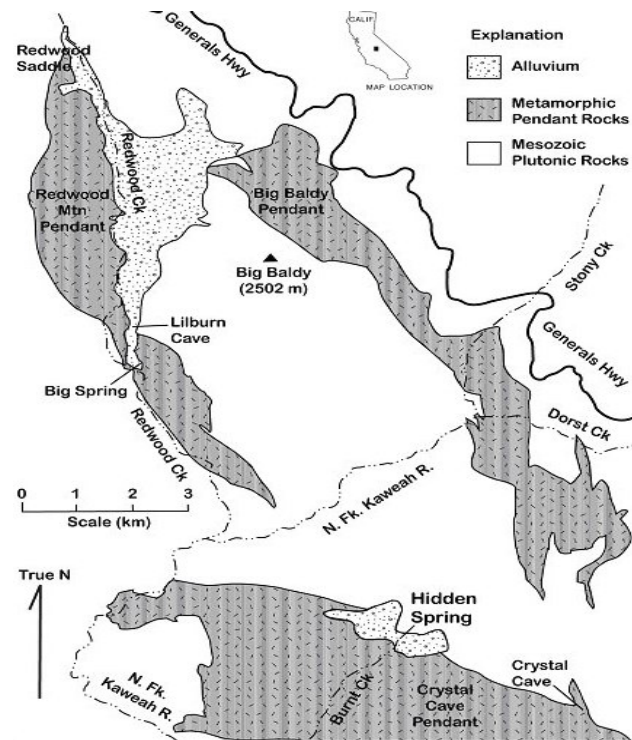 CALIF.
MAP LOCATION
Generals Hwy
Explanation
Alluvium
Metamorphic
Pendant Rocks
Mesozoic
Plutonic Rocks
Redwood
Saddle
Redwood Ck
Redwood
Mtn
Pendant
Big Baldy
Pendant
Big Baldy
(2502 m)
Stony Ck
Lilburn
Cave
Generals Hwy
Big Spring
Redwood Ck
Dorst Ck
N. Fk. Kaweah R.
0 1 2 3
Scale (km)
True N
Hidden
Spring
N. Fk.
Kaweah R.
Burnt Ck
Crystal
Cave
Crystal
Cave
Pendant